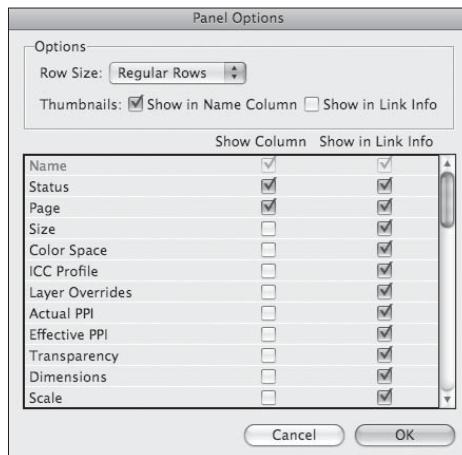 Panel Options
Options
Row Size: Regular Rows
Thumbnails: Show in Name Column Show in Link Info
Show Column Show in Link Info
Name
Status
Page
Size
Color Space
ICC Profile
Layer Overrides
Actual PPI
Effective PPI
Transparency
Dimensions
Scale
Cancel OK